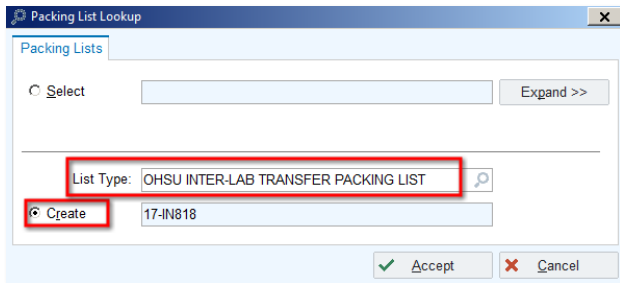 Packing List Lookup
Packing Lists
Select
Expand >>
List Type: OHSU INTER-LAB TRANSFER PACKING LIST
Create 17-IN818
Accept Cancel